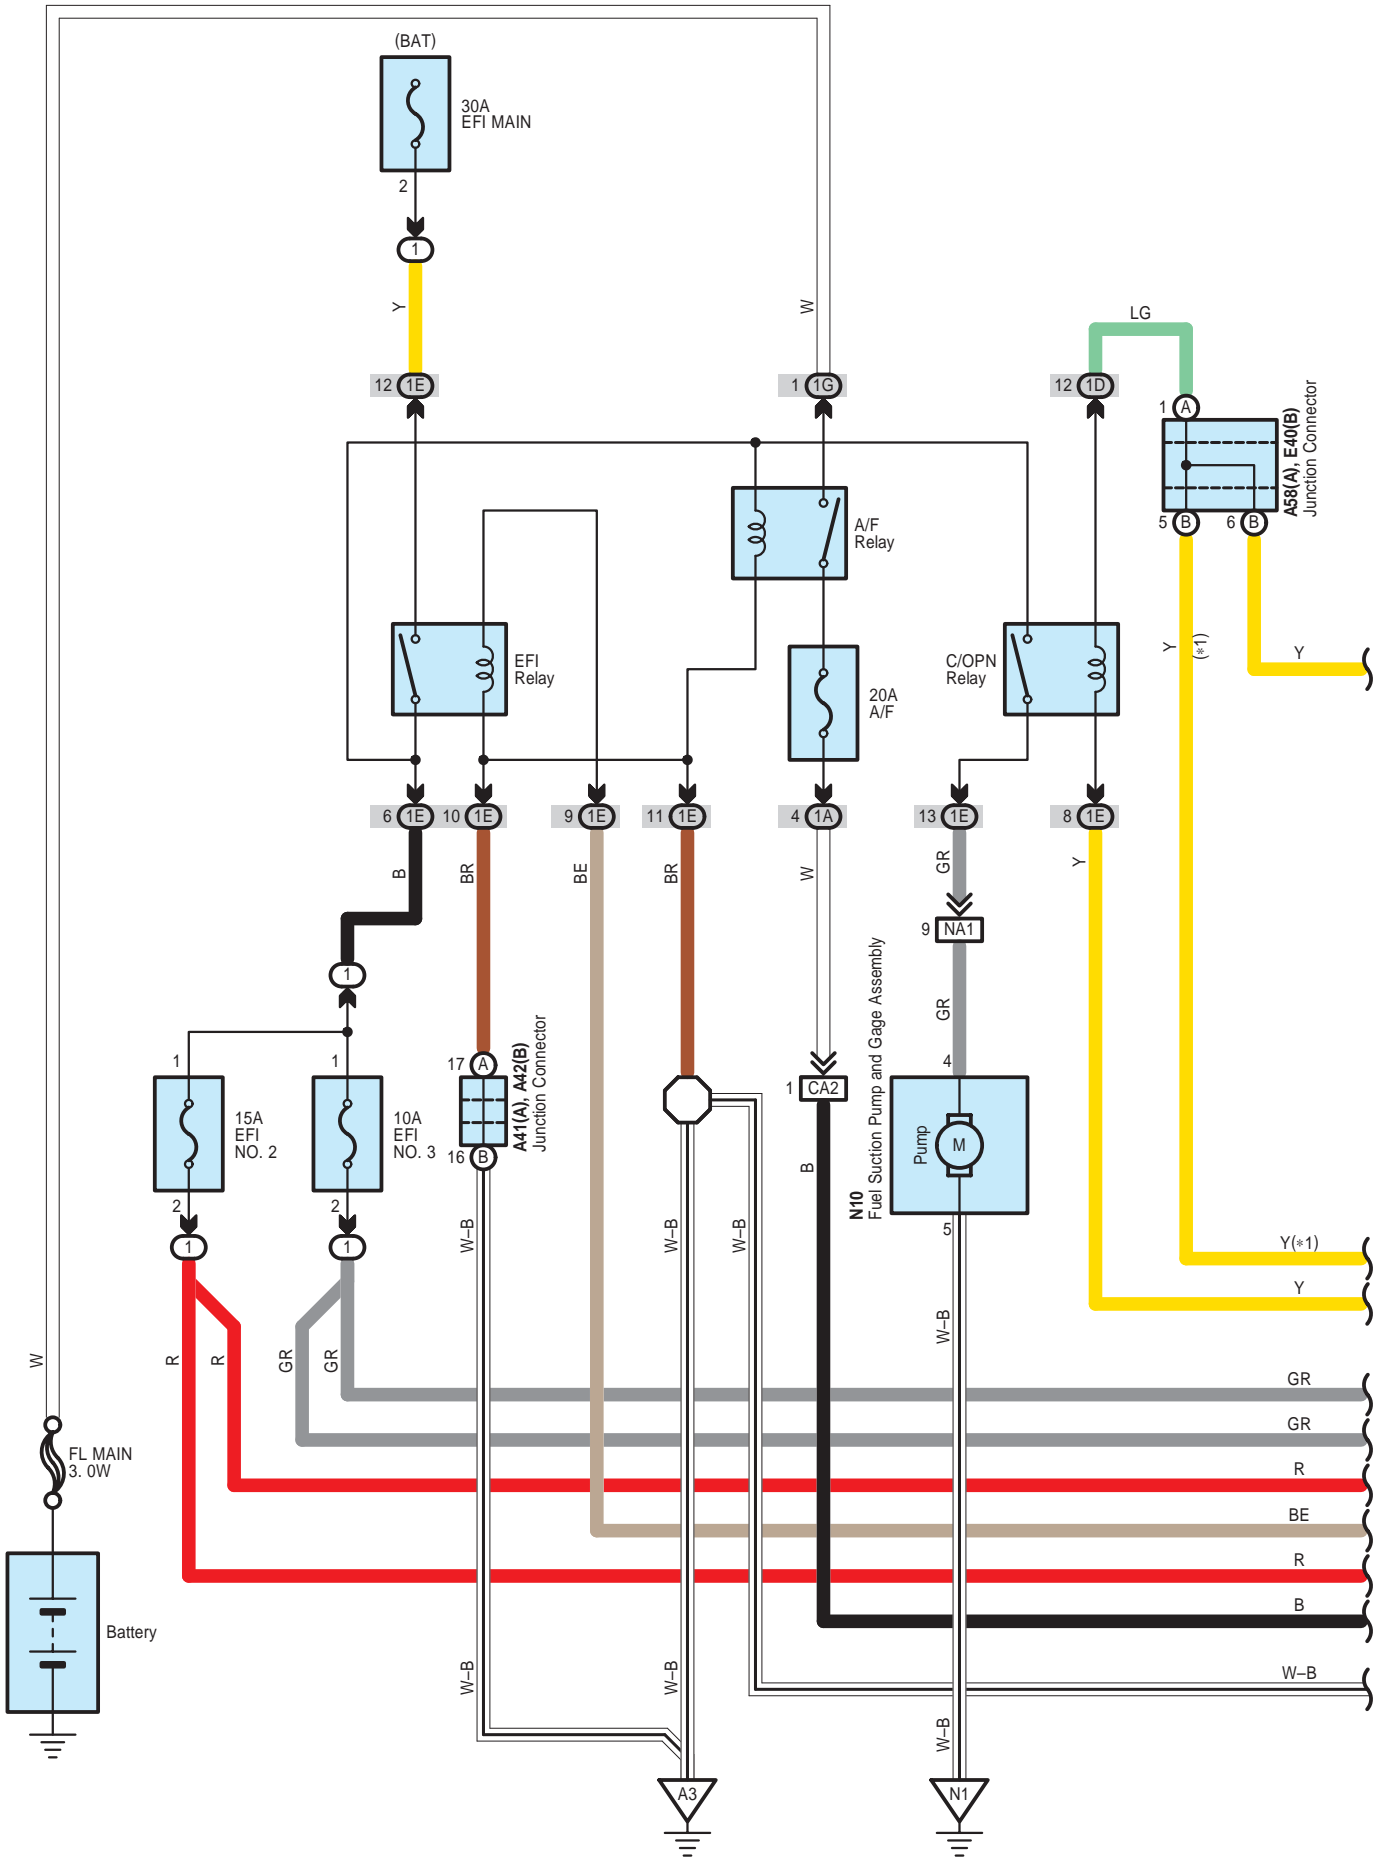 (BAT)
30A
EFI MAIN
2
1
Y
W
LG
12 1E
1 1G
12 1D
1 A
A58(A), E40(B)
Junction Connector
5 B
6 B
A/F
Relay
EFI
Relay
C/OPN
Relay
Y
(*1)
Y
20A
A/F
6 1E
10 1E
9 1E
11 1E
4 1A
13 1E
8 1E
B
BR
BE
BR
W
GR
Y
9 NA1
1
GR
N10
Fuel Suction Pump and Gage Assembly
17 A
A41(A), A42(B)
Junction Connector
16 B
1
1
4
1 CA2
15A
EFI
NO. 2
10A
EFI
NO. 3
Pump
M
B
2
2
5
1
1
W–B
W–B
W–B
Y(*1)
Y
W–B
W
R
R
GR
GR
GR
GR
R
BE
R
B
W–B
FL MAIN
3. 0W
Battery
W–B
W–B
W–B
A3
N1